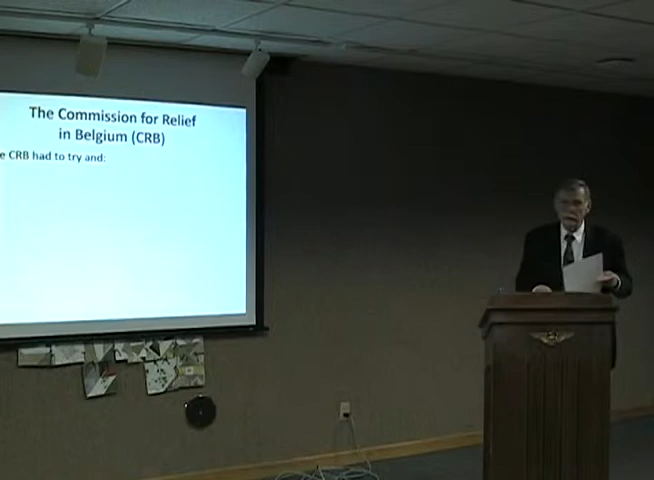 The Commission for Relief
in Belgium (CRB)
e CRB had to try and: